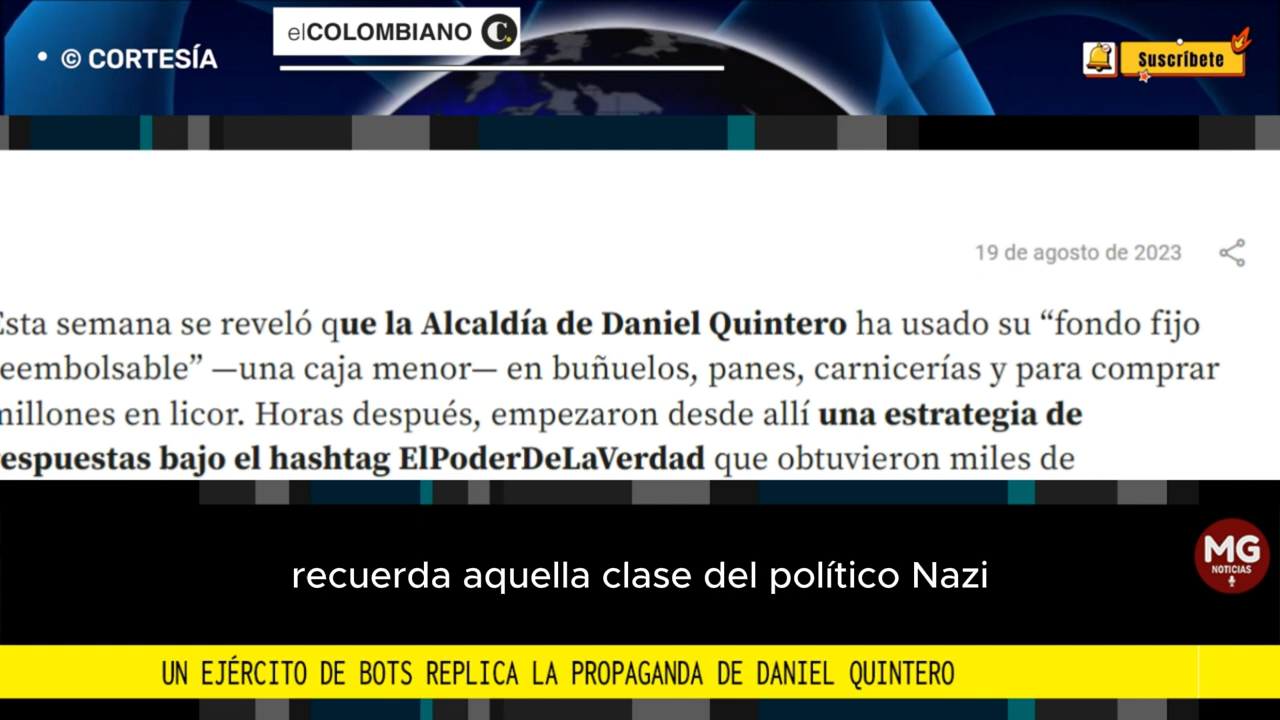 elCOLOMBIANO C.
• © CORTESÍA
Suscríbete
19 de agosto de 2023
Esta semana se reveló que la Alcaldía de Daniel Quintero ha usado su “fondo fijo
eembolsable” —una caja menor— en buñuelos, panes, carnicerías y para comprar
millones en licor. Horas después, empezaron desde allí una estrategia de
espuestas bajo el hashtag ElPoderDeLaVerdad que obtuvieron miles de
recuerda aquella clase del político Nazi
MG
NOTICIAS
UN EJÉRCITO DE BOTS REPLICA LA PROPAGANDA DE DANIEL QUINTERO